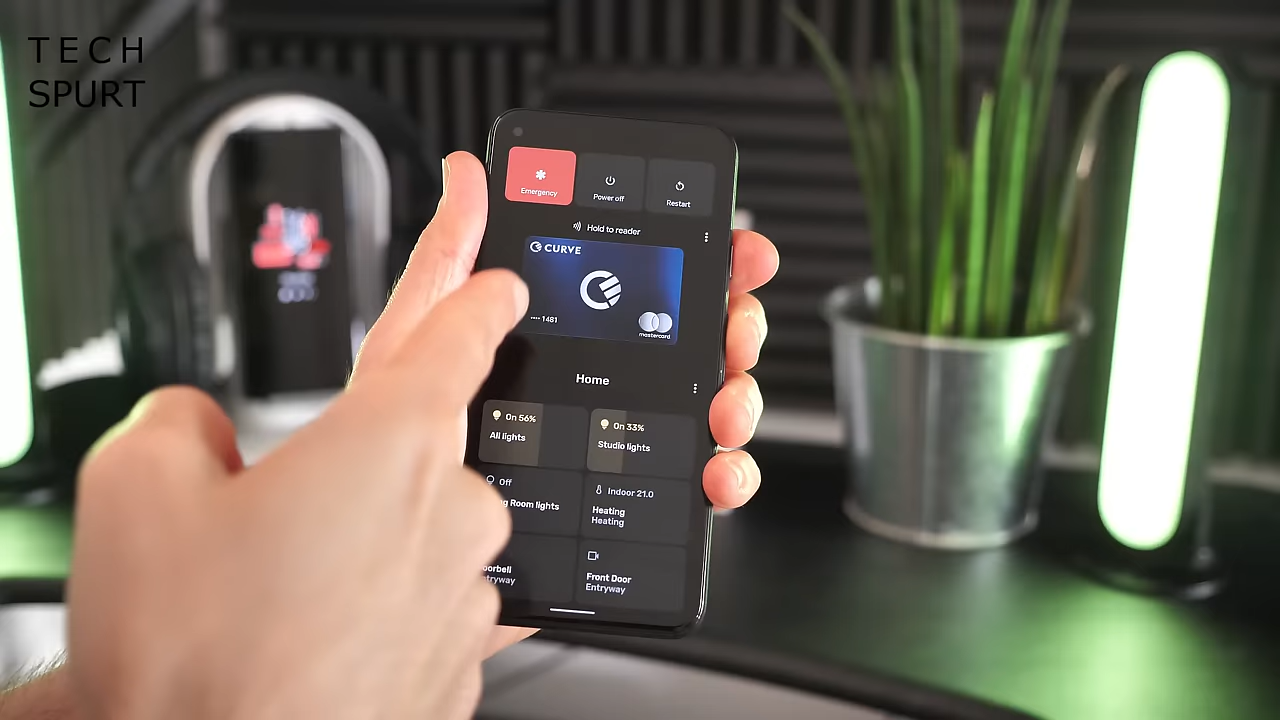 TECH
SPURT
Emergency
Power off
Restart
Hold to reader
CURVE
•••• 1481
mastercard
Home
On 56%
All lights
On 33%
Studio lights
Off
Room lights
Indoor 21.0
Heating
Heating
Front Door
Entryway